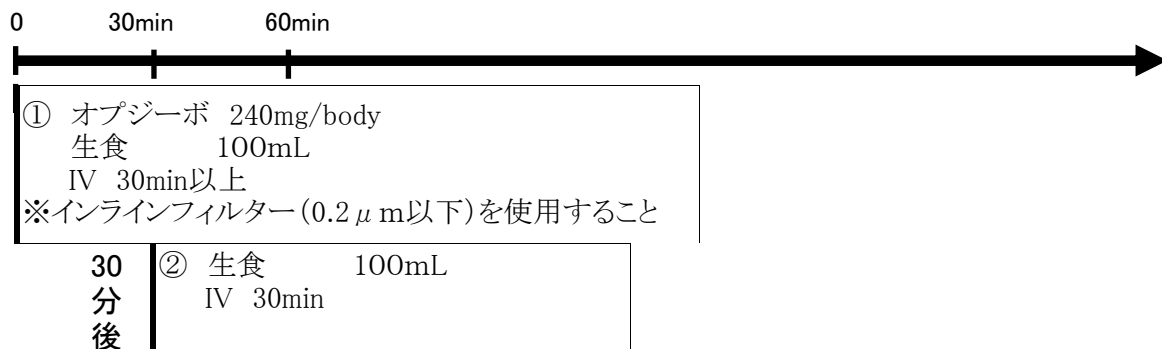 0 30min 60min
① オプジーボ 240mg/body
生食 100mL
Ⅳ 30min以上
※インラインフィルター(0.2μm以下)を使用すること
30分後
② 生食 100mL
Ⅳ 30min